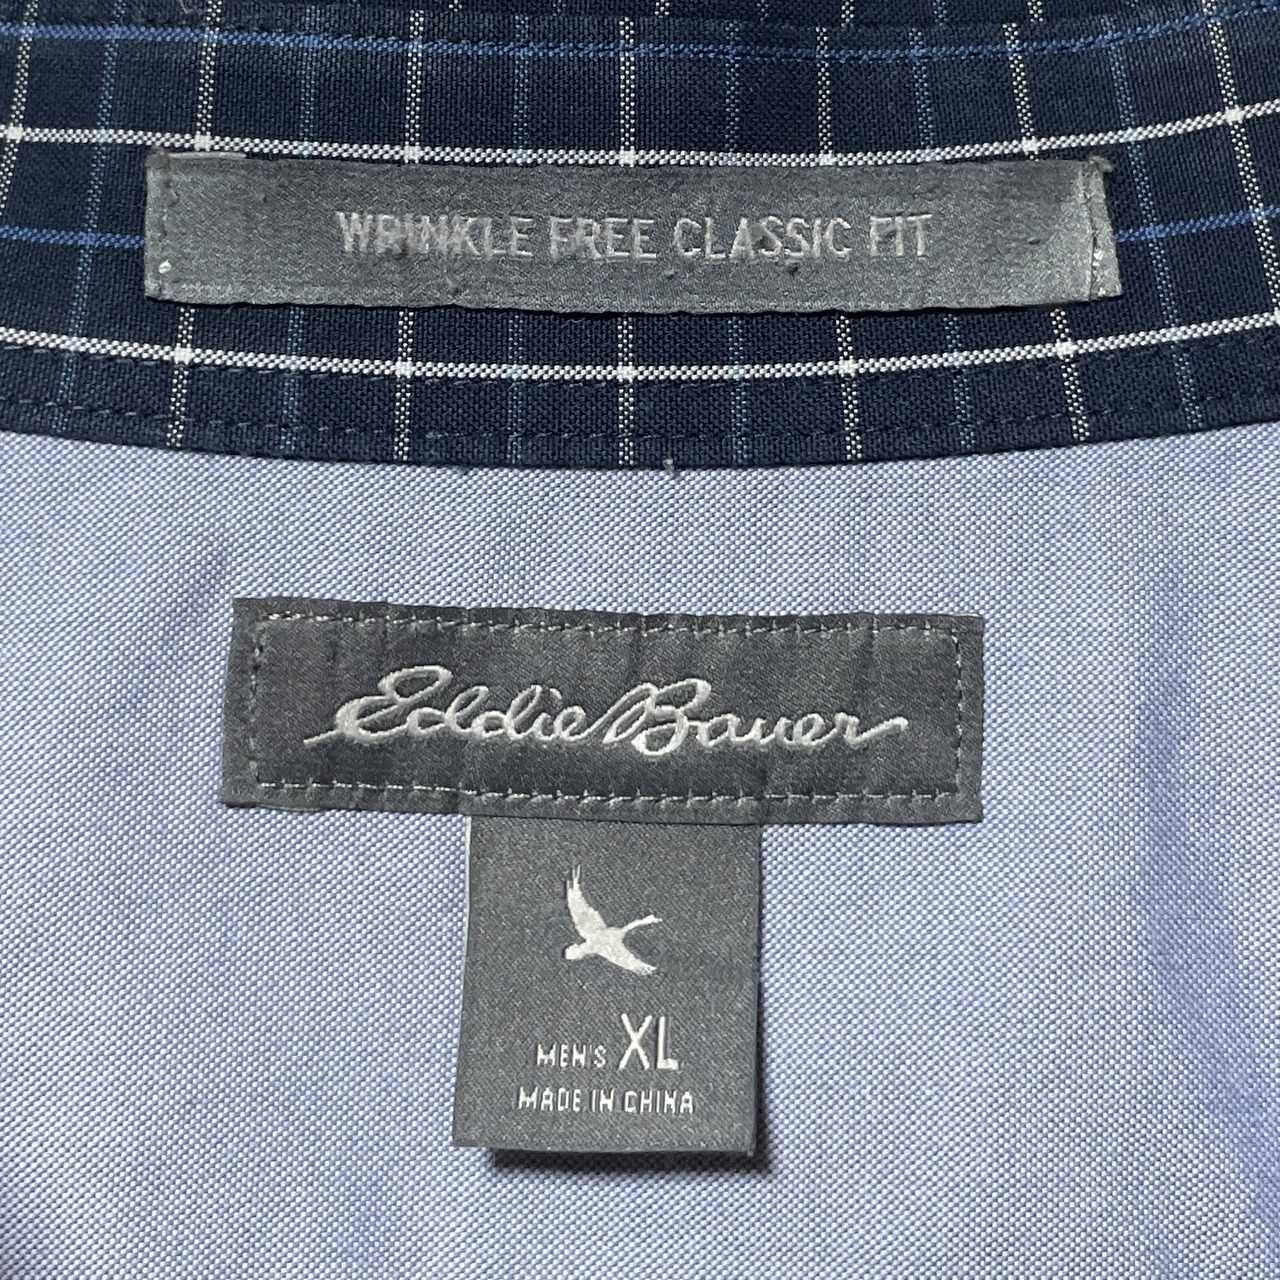 WRINKLE FREE CLASSIC FIT
Eddie Bauer
MEN'S XL
MADE IN CHINA